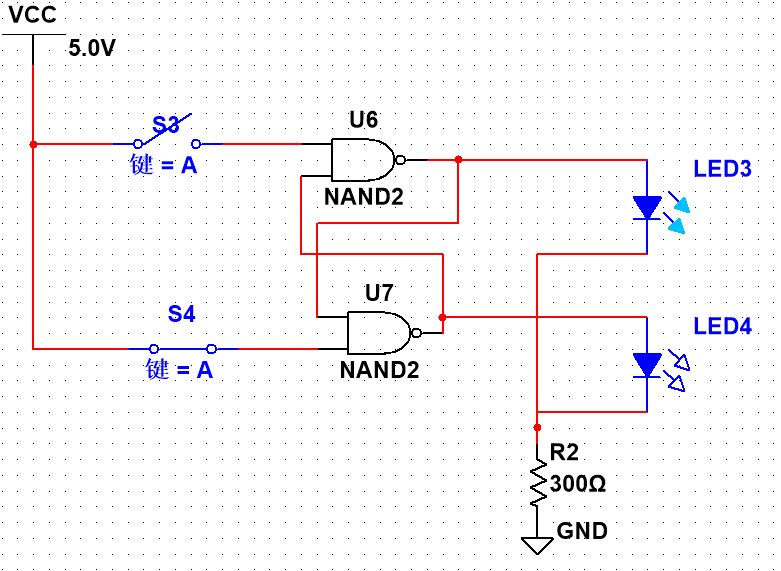 VCC
5.0V
S3
键 = A
U6
NAND2
LED3
S4
键 = A
U7
NAND2
LED4
R2
300Ω
GND